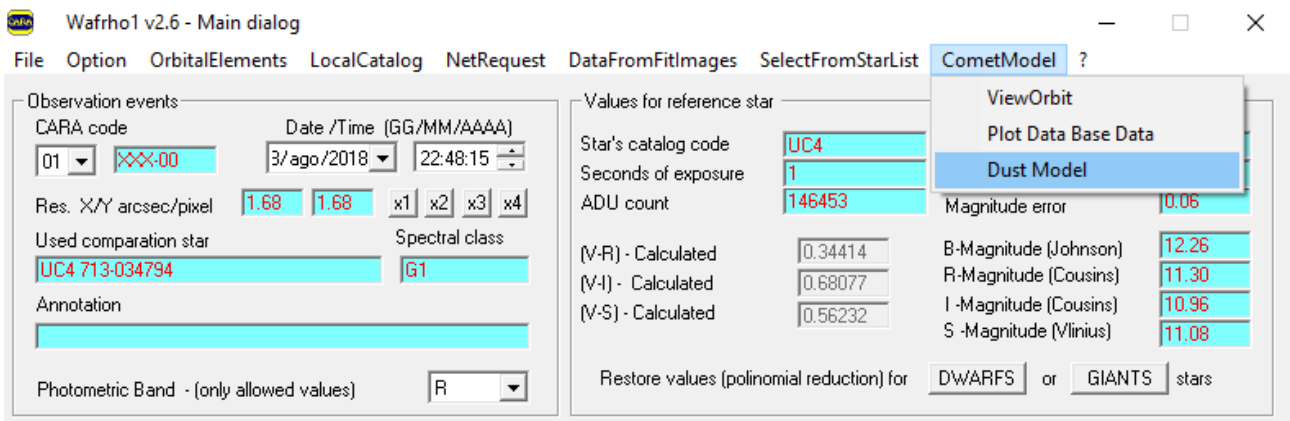 CARA Wafrho1 v2.6 - Main dialog
File Option OrbitalElements LocalCatalog NetRequest DataFromFitImages SelectFromStarList CometModel ?
ViewOrbit
Plot Data Base Data
Dust Model
Observation events
CARA code Date /Time (GG/MM/AAAA)
01 XXX-00 3/ago/2018 22:48:15
Res. X/Y arcsec/pixel 1.68 1.68 x1 x2 x3 x4
Used comparation star Spectral class
UC4 713-034794 G1
Annotation
Photometric Band - (only allowed values) R
Values for reference star
Star's catalog code UC4
Seconds of exposure 1
ADU count 146453
Magnitude error 0.06
(V-R) - Calculated 0.34414
(V-I) - Calculated 0.68077
(V-S) - Calculated 0.56232
B-Magnitude (Johnson) 12.26
R-Magnitude (Cousins) 11.30
I -Magnitude (Cousins) 10.96
S -Magnitude (Vlinius) 11.08
Restore values (polinomial reduction) for DWARFS or GIANTS stars